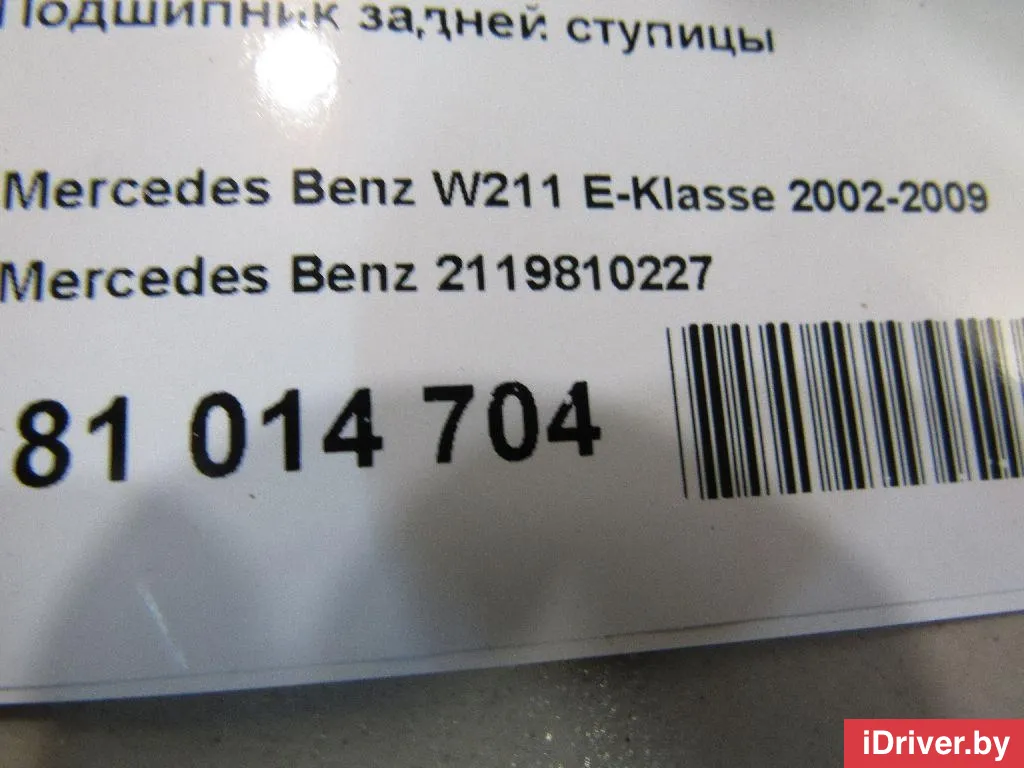 Подшипник задней ступицы
Mercedes Benz W211 E-Klasse 2002-2009
Mercedes Benz 2119810227
81 014 704
iDriver.by